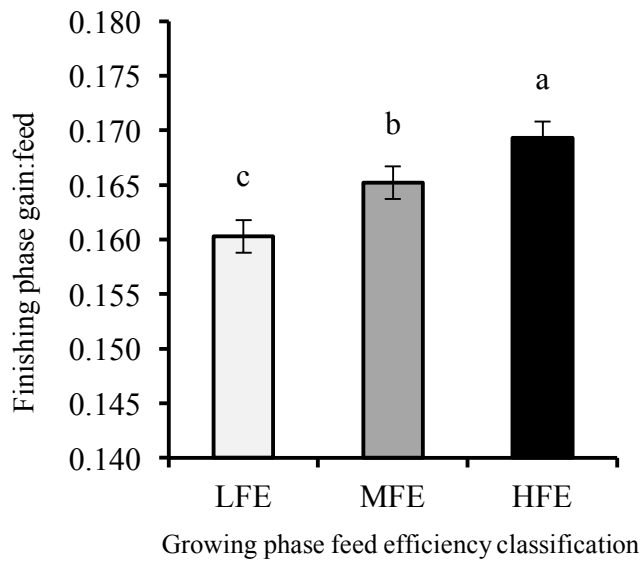 Finishing phase gain:feed
0.180
0.175
0.170
0.165
0.160
0.155
0.150
0.145
0.140
c
b
a
LFE
MFE
HFE
Growing phase feed efficiency classification